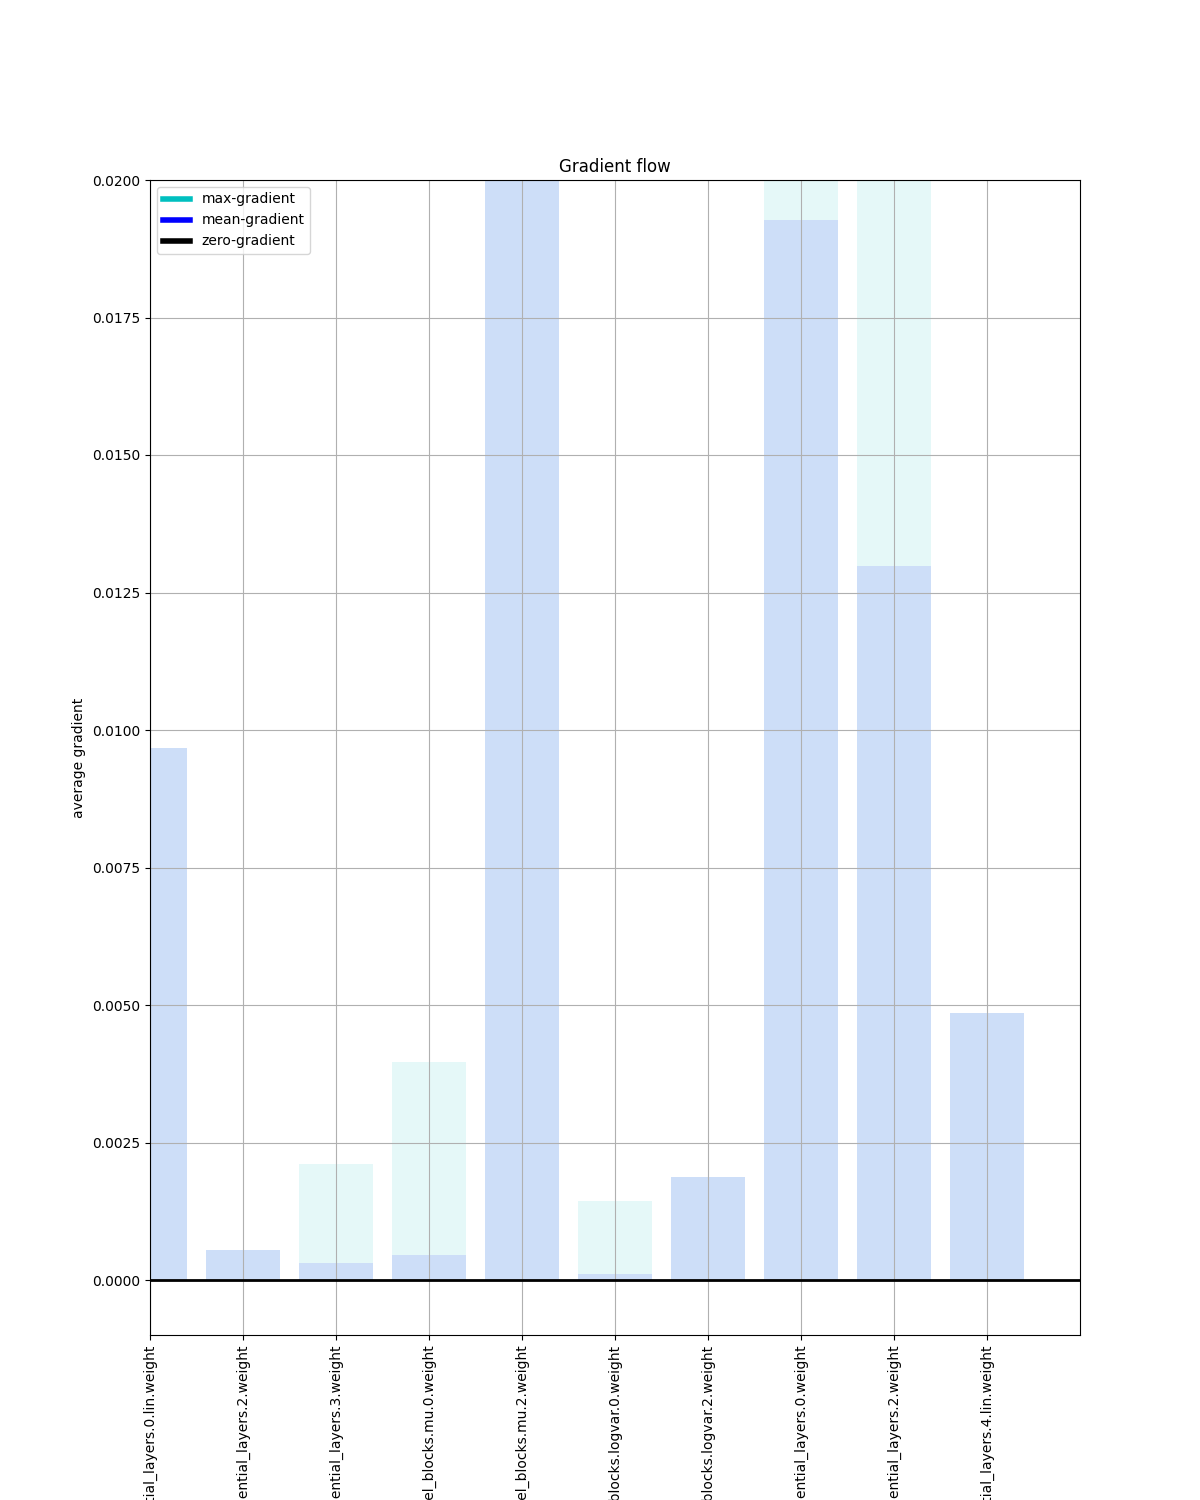 Gradient flow
max-gradient
mean-gradient
zero-gradient
0.0200
0.0175
0.0150
0.0125
0.0100
0.0075
0.0050
0.0025
0.0000
average gradient
tial_layers.0.lin.weight
ential_layers.2.weight
ential_layers.3.weight
el_blocks.mu.0.weight
el_blocks.mu.2.weight
blocks.logvar.0.weight
blocks.logvar.2.weight
ential_layers.0.weight
ential_layers.2.weight
tial_layers.4.lin.weight